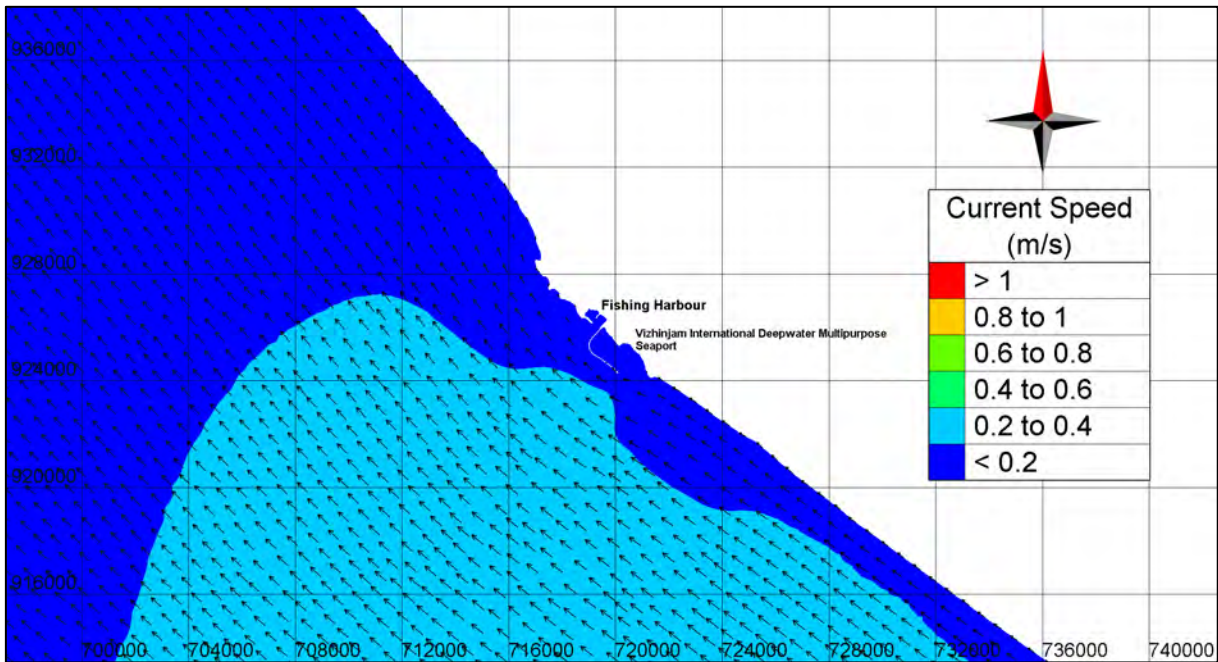 936000
932000
928000
924000
920000
916000
Fishing Harbour
Vizhinjam International Deepwater Multipurpose
Seaport
Current Speed
(m/s)
> 1
0.8 to 1
0.6 to 0.8
0.4 to 0.6
0.2 to 0.4
< 0.2
700000 704000 708000 712000 716000 720000 724000 728000 732000 736000 740000